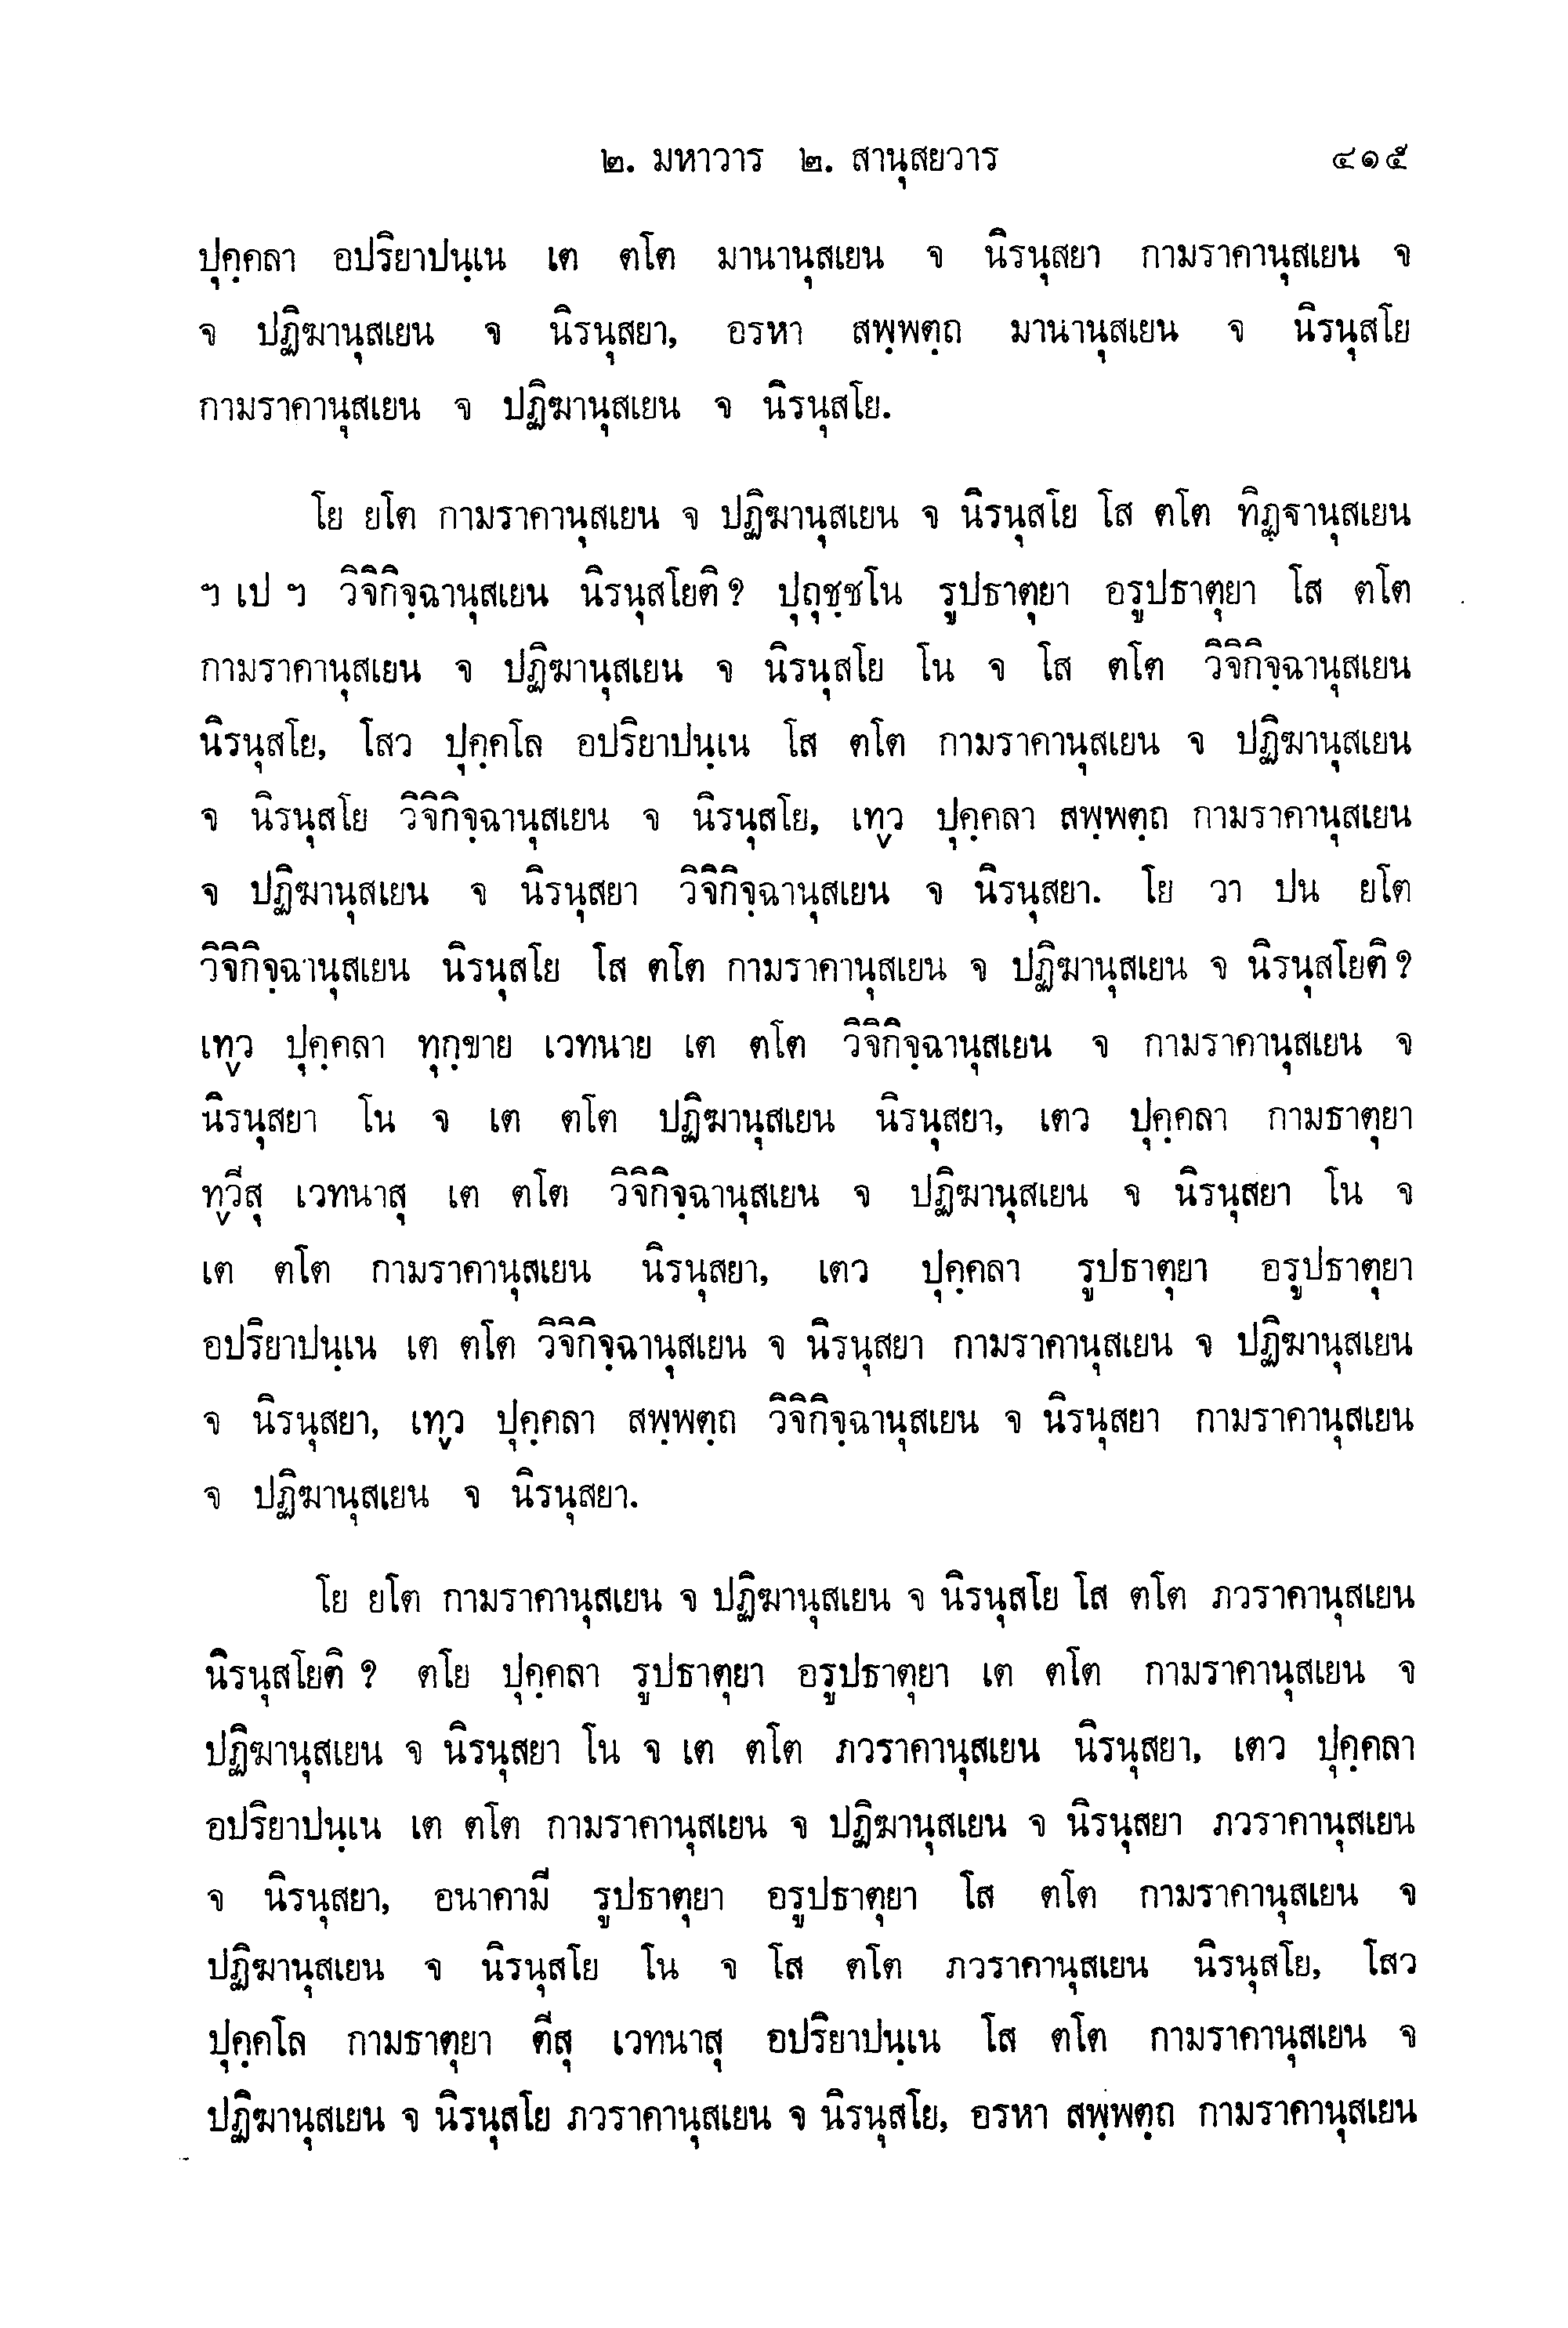 ๒. มหาวาร ๒. สานุสยวาร ๔๑๕
ปุคฺคลา อปริยาปนฺเน เต ตโต มานานุสเยน จ นิรนุสยา กามราคานุสเยน จ
จ ปฏิฆานุสเยน จ นิรนุสยา, อรหา สพฺพตฺถ มานานุสเยน จ นิรนุสโย
กามราคานุสเยน จ ปฏิฆานุสเยน จ นิรนุสโย.
โย ยโต กามราคานุสเยน จ ปฏิฆานุสเยน จ นิรนุสโย โส ตโต ทิฏฺฐานุสเยน
ฯ เป ฯ วิจิกิจฺฉานุสเยน นิรนุสโยติ ? ปุถุชฺชโน รูปธาตุยา อรูปธาตุยา โส ตโต
กามราคานุสเยน จ ปฏิฆานุสเยน จ นิรนุสโย โน จ โส ตโต วิจิกิจฺฉานุสเยน
นิรนุสโย, โสว ปุคฺคโล อปริยาปนฺเน โส ตโต กามราคานุสเยน จ ปฏิฆานุสเยน
จ นิรนุสโย วิจิกิจฺฉานุสเยน จ นิรนุสโย, เทฺว ปุคฺคลา สพฺพตฺถ กามราคานุสเยน
จ ปฏิฆานุสเยน จ นิรนุสยา วิจิกิจฺฉานุสเยน จ นิรนุสยา. โย วา ปน ยโต
วิจิกิจฺฉานุสเยน นิรนุสโย โส ตโต กามราคานุสเยน จ ปฏิฆานุสเยน จ นิรนุสโยติ ?
เทฺว ปุคฺคลา ทุกฺขาย เวทนาย เต ตโต วิจิกิจฺฉานุสเยน จ กามราคานุสเยน จ
นิรนุสยา โน จ เต ตโต ปฏิฆานุสเยน นิรนุสยา, เตว ปุคฺคลา กามธาตุยา
ทฺวีสุ เวทนาสุ เต ตโต วิจิกิจฺฉานุสเยน จ ปฏิฆานุสเยน จ นิรนุสยา โน จ
เต ตโต กามราคานุสเยน นิรนุสยา, เตว ปุคฺคลา รูปธาตุยา อรูปธาตุยา
อปริยาปนฺเน เต ตโต วิจิกิจฺฉานุสเยน จ นิรนุสยา กามราคานุสเยน จ ปฏิฆานุสเยน
จ นิรนุสยา, เทฺว ปุคฺคลา สพฺพตฺถ วิจิกิจฺฉานุสเยน จ นิรนุสยา กามราคานุสเยน
จ ปฏิฆานุสเยน จ นิรนุสยา.
โย ยโต กามราคานุสเยน จ ปฏิฆานุสเยน จ นิรนุสโย โส ตโต ภวราคานุสเยน
นิรนุสโยติ ? ตโย ปุคฺคลา รูปธาตุยา อรูปธาตุยา เต ตโต กามราคานุสเยน จ
ปฏิฆานุสเยน จ นิรนุสยา โน จ เต ตโต ภวราคานุสเยน นิรนุสยา, เตว ปุคฺคลา
อปริยาปนฺเน เต ตโต กามราคานุสเยน จ ปฏิฆานุสเยน จ นิรนุสยา ภวราคานุสเยน
จ นิรนุสยา, อนาคามี รูปธาตุยา อรูปธาตุยา โส ตโต กามราคานุสเยน จ
ปฏิฆานุสเยน จ นิรนุสโย โน จ โส ตโต ภวราคานุสเยน นิรนุสโย, โสว
ปุคฺคโล กามธาตุยา ตีสุ เวทนาสุ อปริยาปนฺเน โส ตโต กามราคานุสเยน จ
ปฏิฆานุสเยน จ นิรนุสโย ภวราคานุสเยน จ นิรนุสโย, อรหา สพฺพตฺถ กามราคานุสเยน